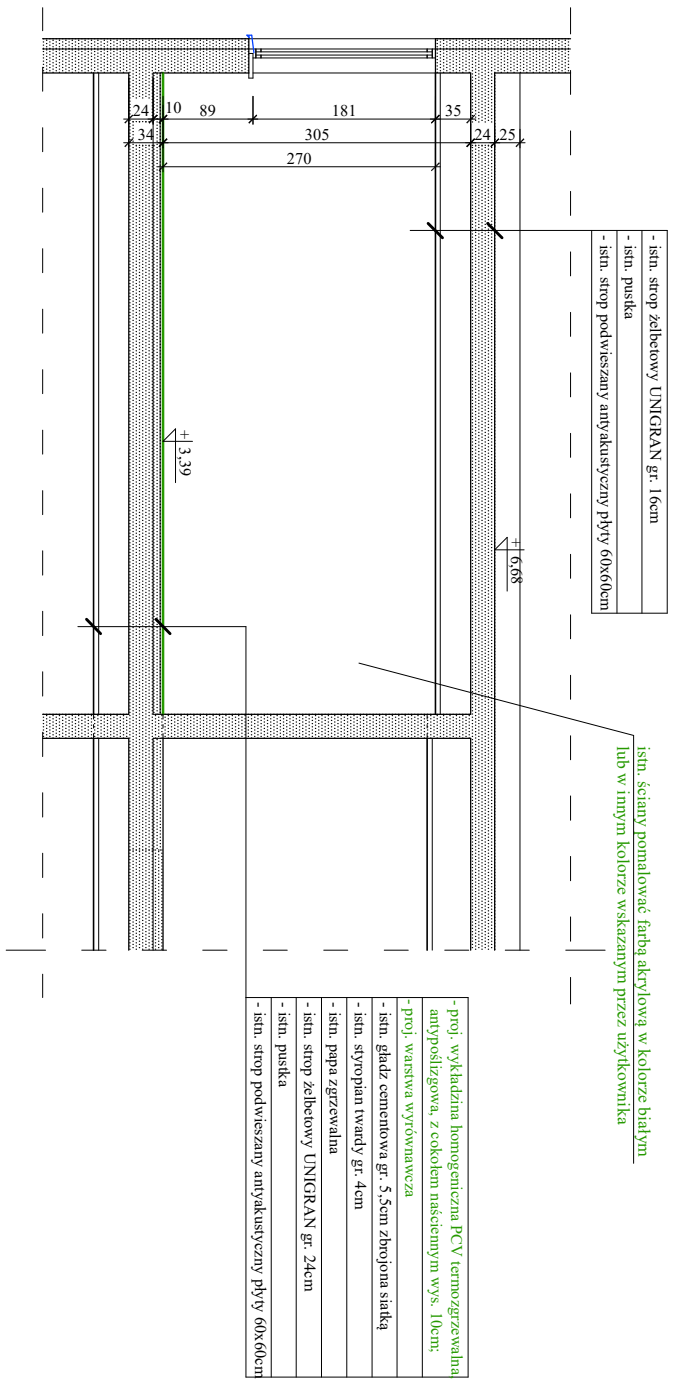 - istn. strop żelbetowy UNIGRAN gr. 16cm
- istn. pustka
- istn. strop podwieszany antyakustyczny płyty 60x60cm
istn. ściany pomalować farbą akrylową w kolorze białym
lub w innym kolorze wskazanym przez użytkownika
25
24
35
181
305
270
89
10
34
24
+ 6,68
+ 3,39
- proj. wykładzina homogeniczna PCV termozgrzewalna,
antypoślizgowa, z cokołem naściennym wys. 10cm;
- proj. warstwa wyrównawcza
- istn. gładz cementowa gr. 5,5cm zbrojona siatką
- istn. styropian twardy gr. 4cm
- istn. papa zgrzewalna
- istn. strop żelbetowy UNIGRAN gr. 24cm
- istn. pustka
- istn. strop podwieszany antyakustyczny płyty 60x60cm